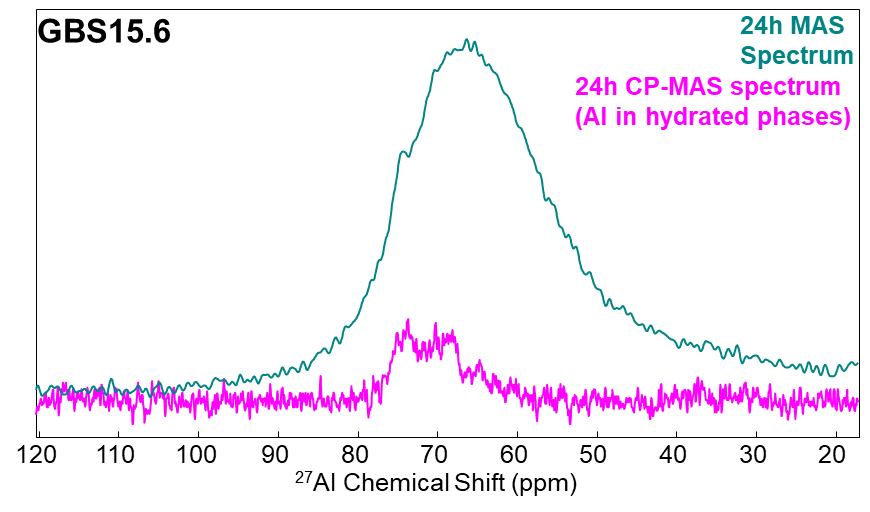 GBS15.6
24h MAS
Spectrum
24h CP-MAS spectrum
(Al in hydrated phases)
120 110 100 90 80 70 60 50 40 30 20
²⁷Al Chemical Shift (ppm)